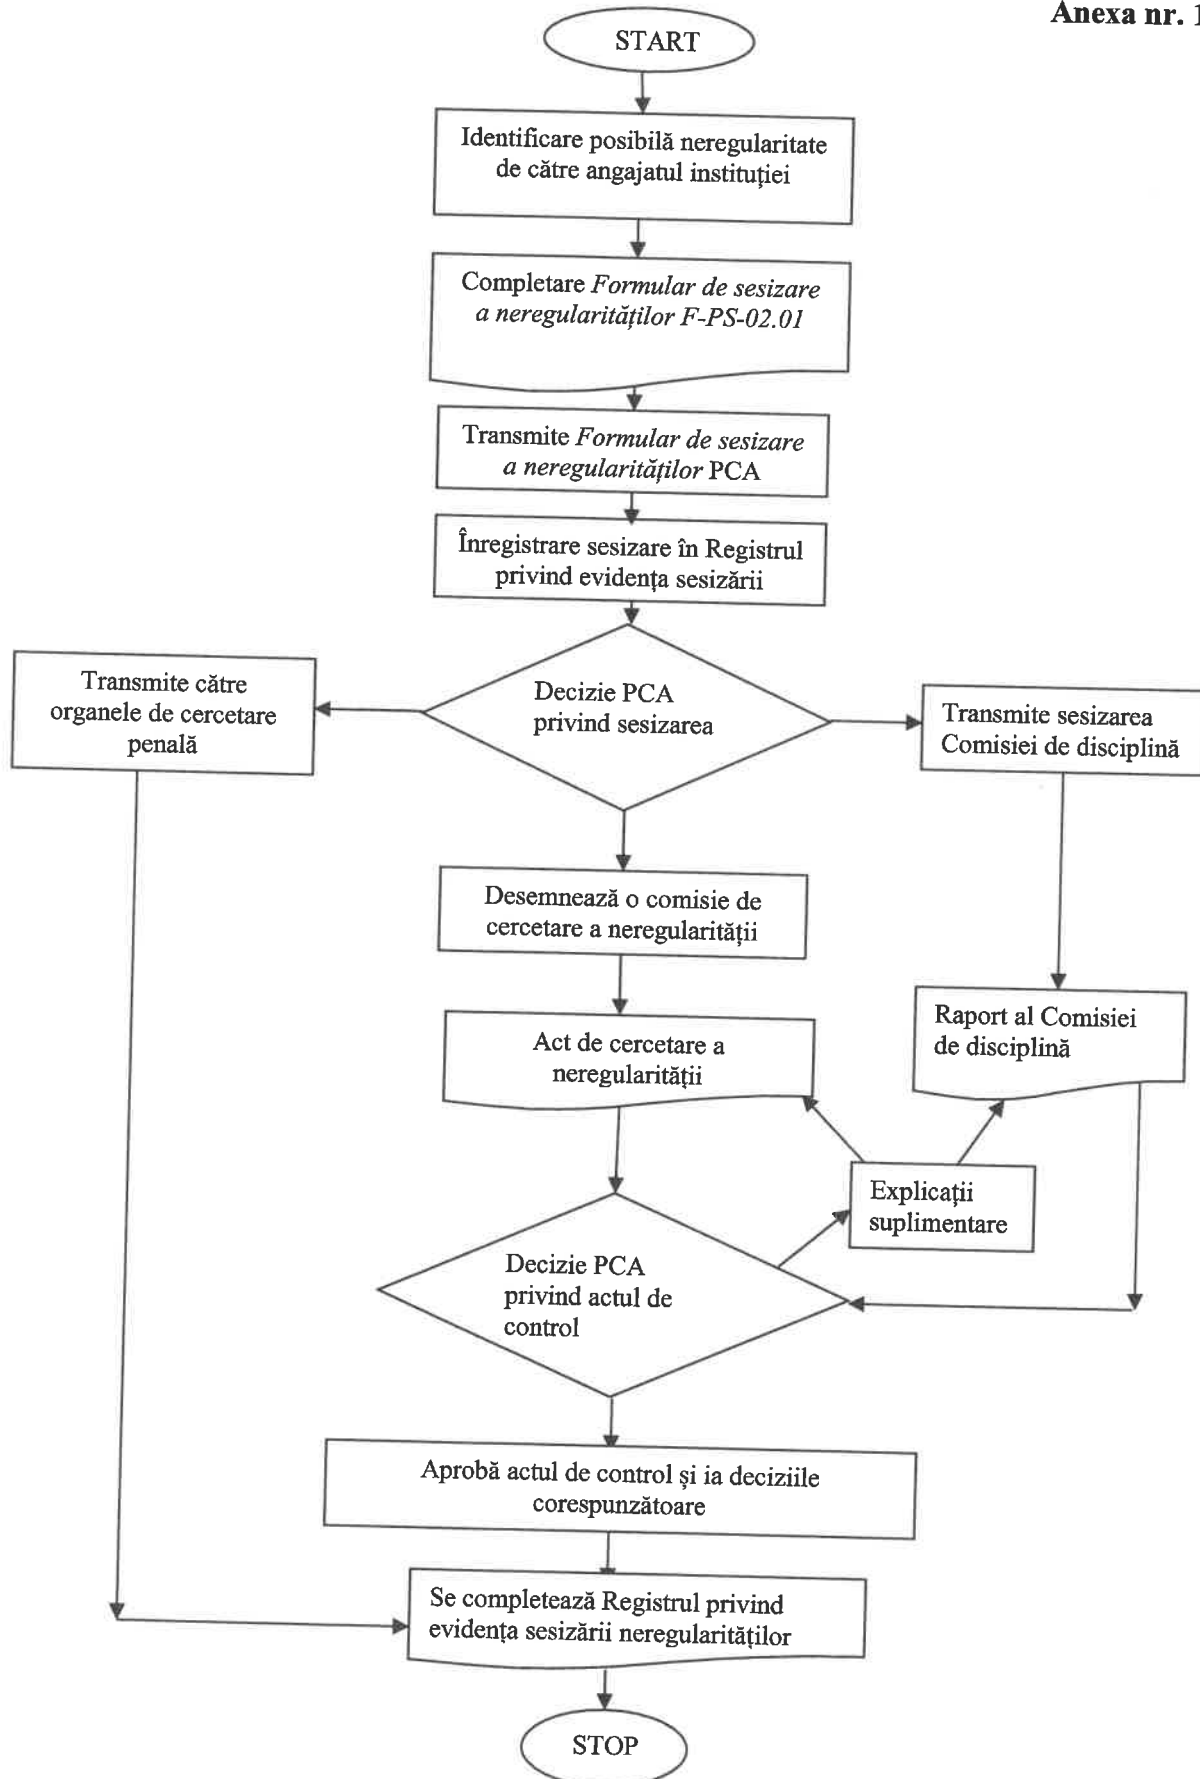 Anexa nr. 1
START
Identificare posibilă neregularitate
de către angajatul instituției
Completare Formular de sesizare
a neregularităților F-PS-02.01
Transmite Formular de sesizare
a neregularităților PCA
Înregistrare sesizare în Registrul
privind evidența sesizării
Transmite către
organele de cercetare
penală
Decizie PCA
privind sesizarea
Transmite sesizarea
Comisiei de disciplină
Desemnează o comisie de
cercetare a neregularității
Act de cercetare a
neregularității
Raport al Comisiei
de disciplină
Explicații
suplimentare
Decizie PCA
privind actul de
control
Aprobă actul de control și ia deciziile
corespunzătoare
Se completează Registrul privind
evidența sesizării neregularităților
STOP